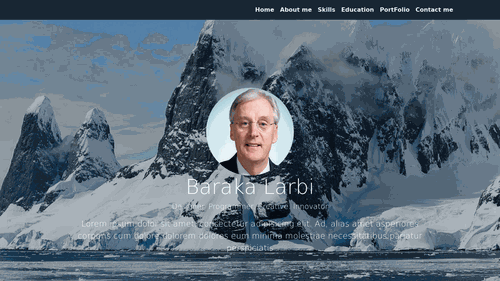 Home About me Skills Education PortFolio Contact me
Baraka Larbi
Designer Programmer Creative Innovator
Lorem ipsum dolor sit amet, consectetur adipisicing elit. Ad, alias amet asperiores
corporis cum dolore dolorem dolores eum minima molestiae necessitatibus pariatur
perspiciatis